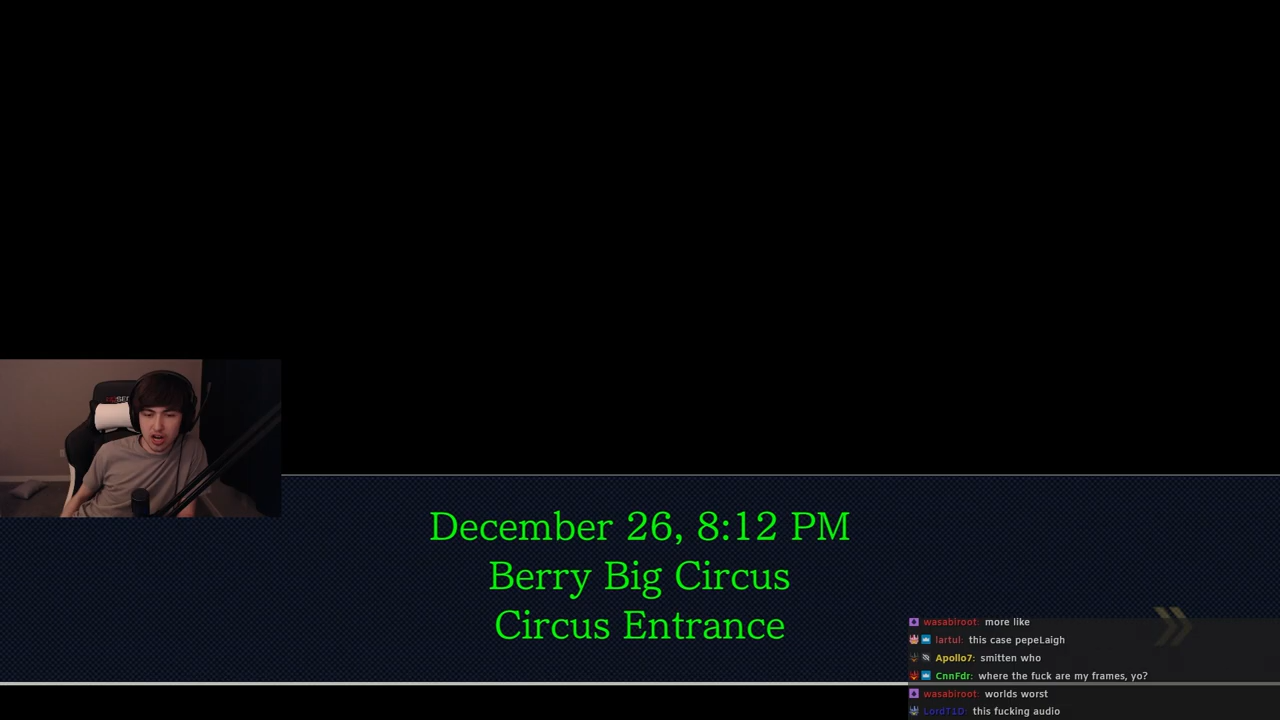 December 26, 8:12 PM
Berry Big Circus
Circus Entrance
wasabiroot: more like
lartul: this case pepeLaigh
Apollo7: smitten who
CnnFdr: where the fuck are my frames, yo?
wasabiroot: worlds worst
LordT1D: this fucking audio